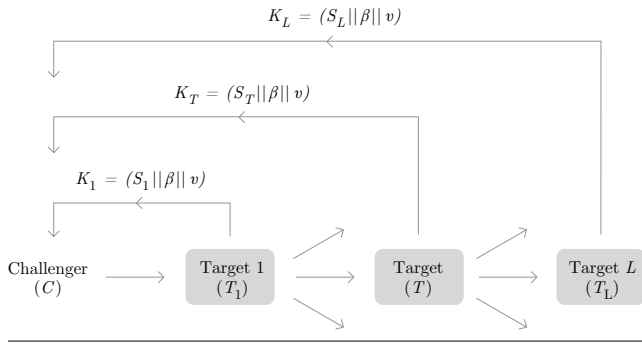 K_L = (S_L||β|| v)
K_T = (S_T||β|| v)
K_1 = (S_1||β|| v)
Challenger
(C)
Target 1
(T_1)
Target
(T)
Target L
(T_L)